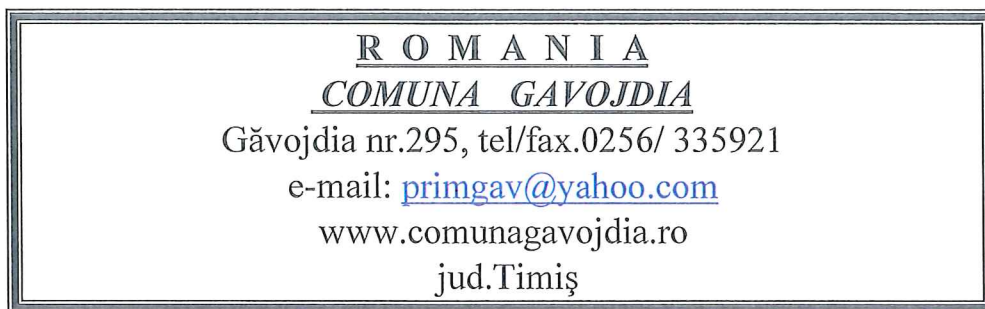 R O M A N I A
COMUNA GAVOJDIA
Găvojdia nr.295, tel/fax.0256/ 335921
e-mail: primgav@yahoo.com
www.comunagavojdia.ro
jud.Timiş